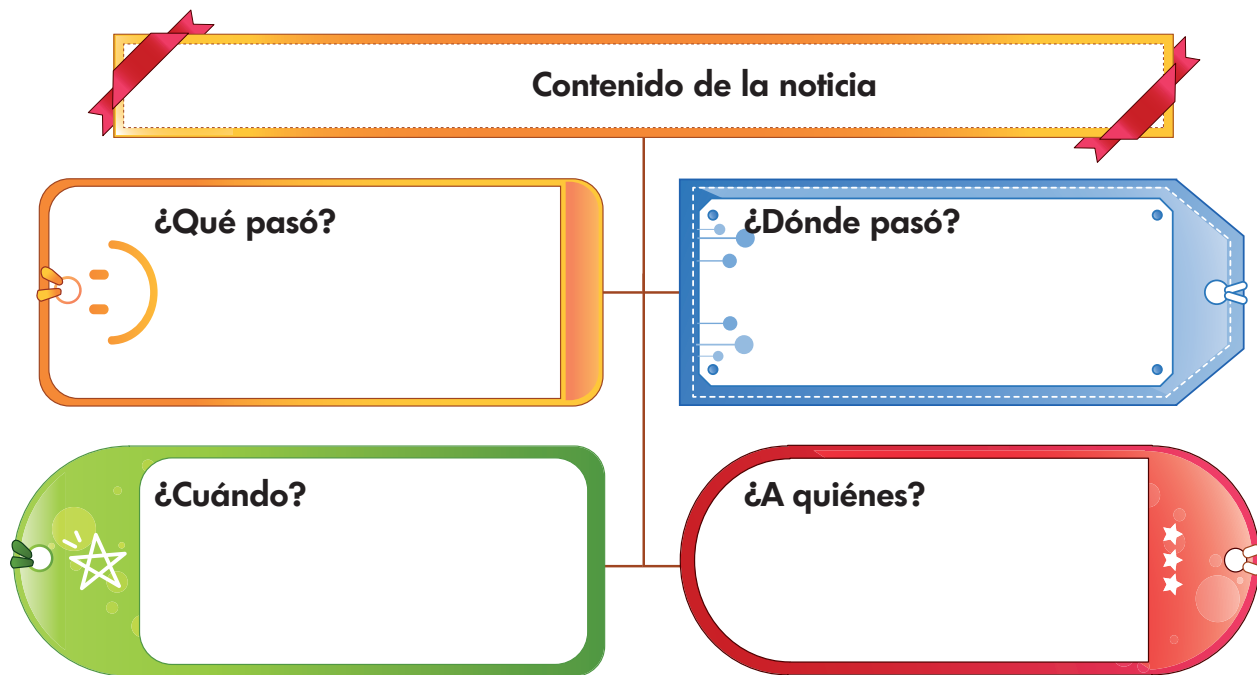 Contenido de la noticia
¿Qué pasó?
¿Dónde pasó?
¿Cuándo?
¿A quiénes?